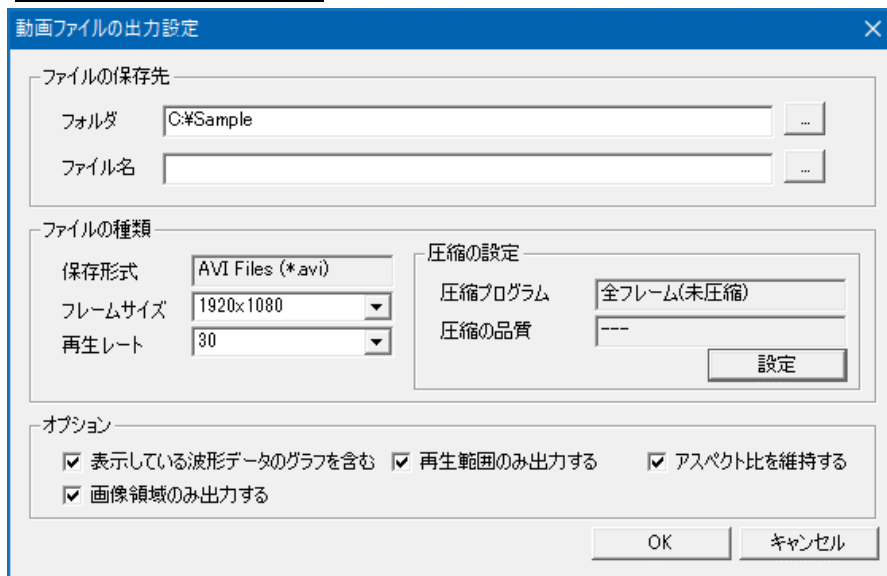 動画ファイルの出力設定
ファイルの保存先
フォルダ C:¥Sample ...
ファイル名 ...
ファイルの種類
保存形式 AVI Files (*.avi)
フレームサイズ 1920x1080
再生レート 30
圧縮の設定
圧縮プログラム 全フレーム(未圧縮)
圧縮の品質 ---
設定
オプション
表示している波形データのグラフを含む 再生範囲のみ出力する アスペクト比を維持する
画像領域のみ出力する
OK キャンセル